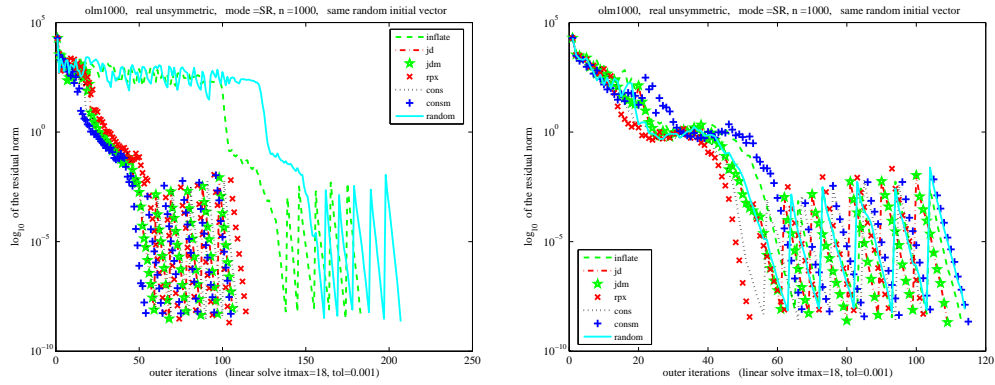 olm1000, real unsymmetric, mode =SR, n =1000, same random initial vector
10^5
10^0
10^-5
10^-10
log10 of the residual norm
inflate
jd
jdm
rpx
cons
consm
random
0 50 100 150 200 250
outer iterations (linear solve itmax=18, tol=0.001)
olm1000, real unsymmetric, mode =SR, n =1000, same random initial vector
10^5
10^0
10^-5
10^-10
log10 of the residual norm
inflate
jd
jdm
rpx
cons
consm
random
0 20 40 60 80 100 120
outer iterations (linear solve itmax=18, tol=0.001)